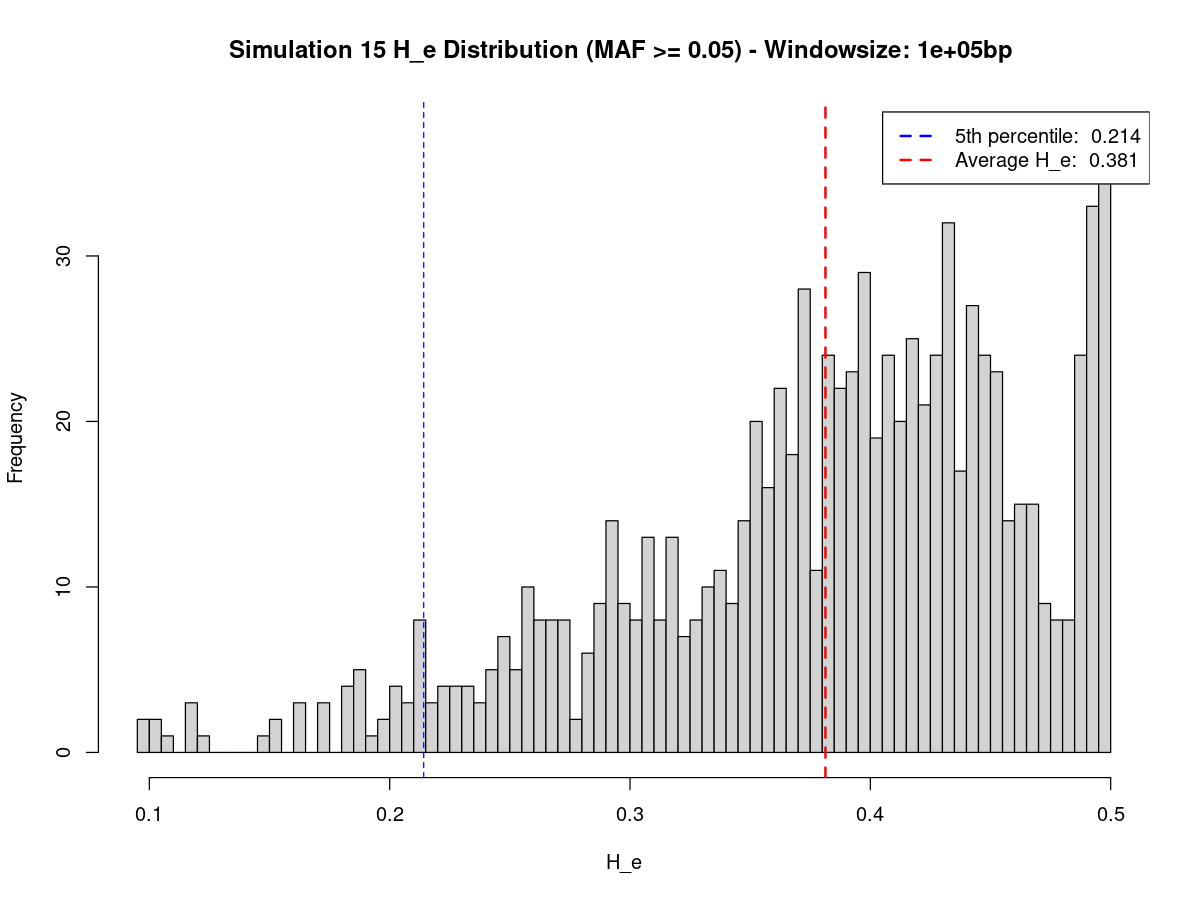 Simulation 15 H_e Distribution (MAF >= 0.05) - Windowsize: 1e+05bp
5th percentile:  0.214
Average H_e:  0.381
Frequency
30
20
10
0
0.1 0.2 0.3 0.4 0.5
H_e